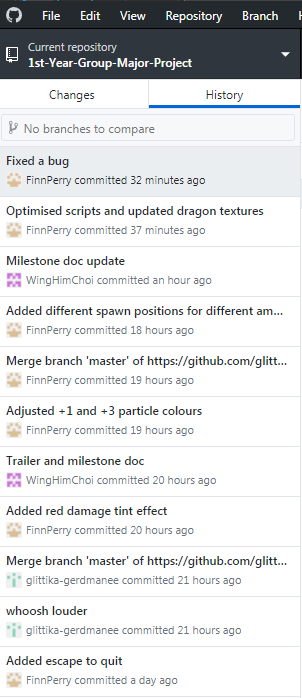 File Edit View Repository Branch H
Current repository
1st-Year-Group-Major-Project
Changes History
No branches to compare
Fixed a bug
FinnPerry committed 32 minutes ago
Optimised scripts and updated dragon textures
FinnPerry committed 37 minutes ago
Milestone doc update
WingHimChoi committed an hour ago
Added different spawn positions for different am...
FinnPerry committed 18 hours ago
Merge branch 'master' of https://github.com/glitt...
FinnPerry committed 19 hours ago
Adjusted +1 and +3 particle colours
FinnPerry committed 19 hours ago
Trailer and milestone doc
WingHimChoi committed 20 hours ago
Added red damage tint effect
FinnPerry committed 20 hours ago
Merge branch 'master' of https://github.com/glitt...
glittika-gerdmanee committed 21 hours ago
whoosh louder
glittika-gerdmanee committed 21 hours ago
Added escape to quit
FinnPerry committed a day ago